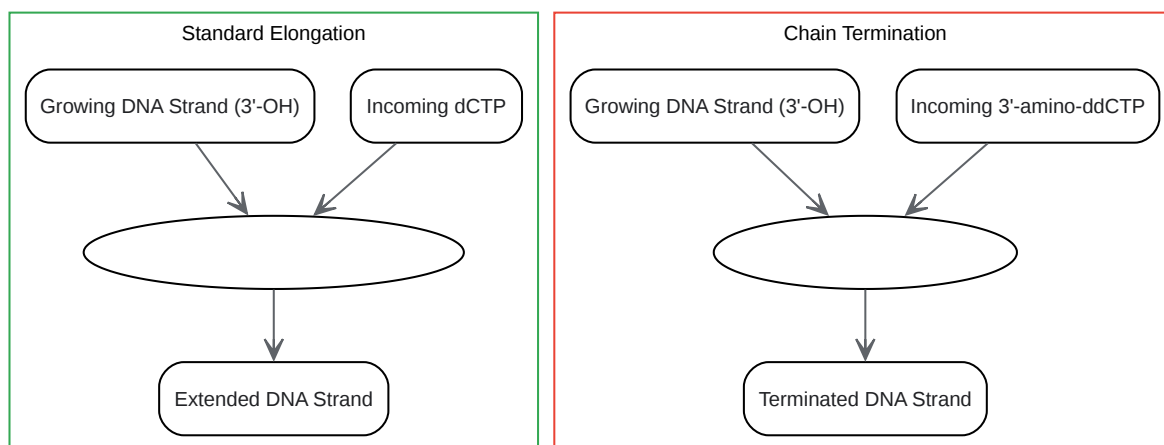 Standard Elongation
Growing DNA Strand (3'-OH)
Incoming dCTP
Extended DNA Strand
Chain Termination
Growing DNA Strand (3'-OH)
Incoming 3'-amino-ddCTP
Terminated DNA Strand